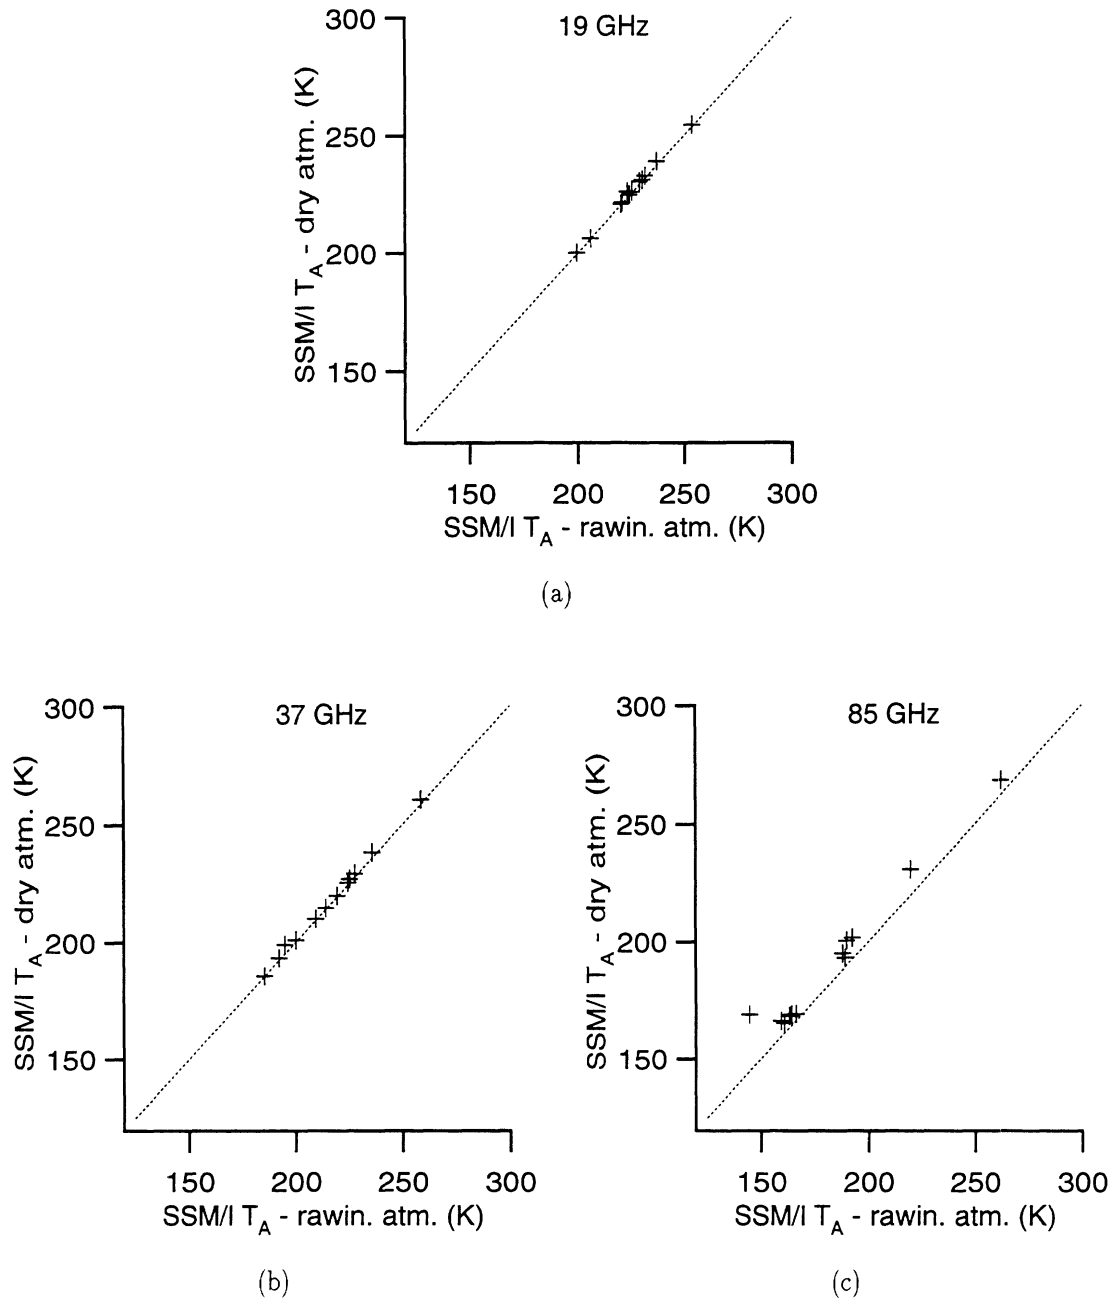 19 GHz
300
250
200
150
SSM/I T_A - dry atm. (K)
150 200 250 300
SSM/I T_A - rawin. atm. (K)
(a)
37 GHz
300
250
200
150
SSM/I T_A - dry atm. (K)
150 200 250 300
SSM/I T_A - rawin. atm. (K)
(b)
85 GHz
300
250
200
150
SSM/I T_A - dry atm. (K)
150 200 250 300
SSM/I T_A - rawin. atm. (K)
(c)